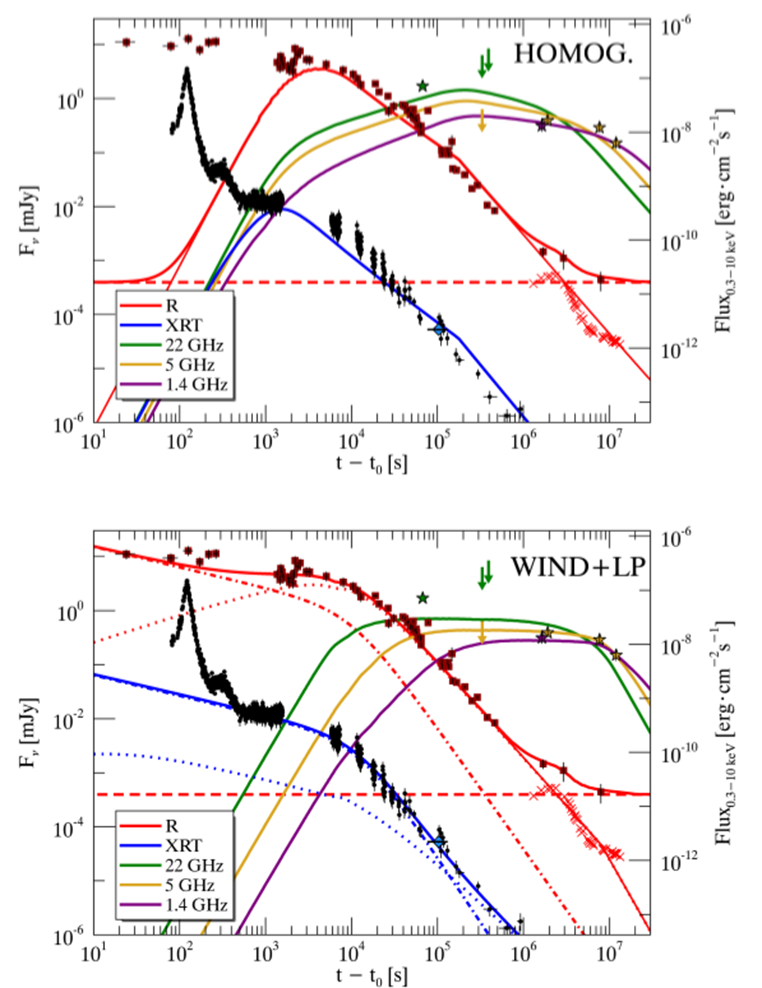 HOMOG.
10^-6
10^0
10^-8
10^-2
10^-10
10^-4
10^-12
10^-6
F_ν [mJy]
Flux_0.3−10 keV [erg·cm^−2 s^−1]
R
XRT
22 GHz
5 GHz
1.4 GHz
10^1 10^2 10^3 10^4 10^5 10^6 10^7
t − t_0 [s]
WIND+LP
10^-6
10^0
10^-8
10^-2
10^-10
10^-4
10^-12
10^-6
F_ν [mJy]
Flux_0.3−10 keV [erg·cm^−2 s^−1]
R
XRT
22 GHz
5 GHz
1.4 GHz
10^1 10^2 10^3 10^4 10^5 10^6 10^7
t − t_0 [s]